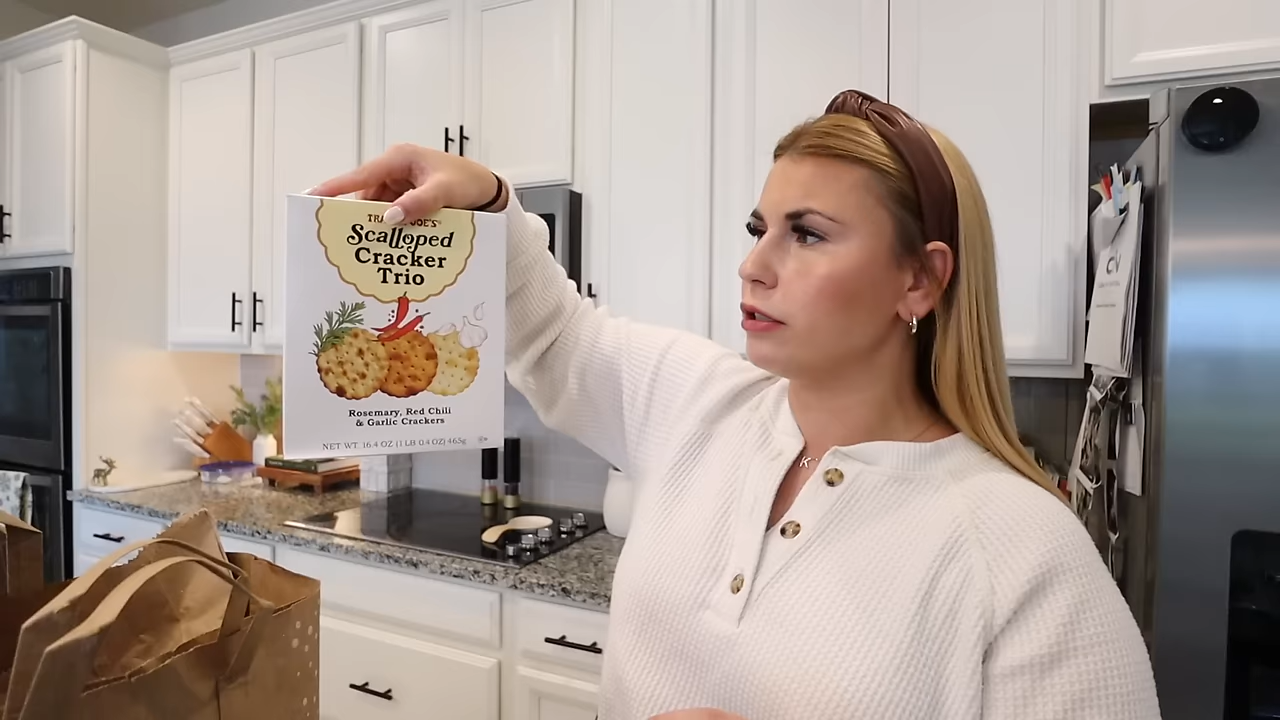 JOE'S
Scalloped
Cracker
Trio
Rosemary, Red Chili
& Garlic Crackers
NET WT. 16.4 OZ (1 LB 0.4 OZ) 465g
K